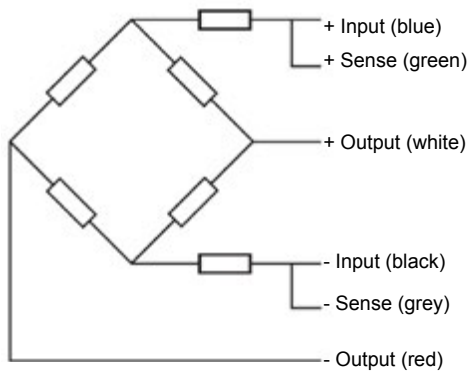 + Input (blue)
+ Sense (green)
+ Output (white)
- Input (black)
- Sense (grey)
- Output (red)